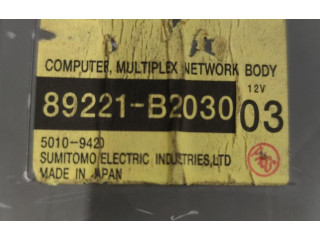 COMPUTER, MULTIPLEX NETWORK BODY
89221-B2030
12V
03
5010-9420
SUMITOMO ELECTRIC INDUSTRIES,LTD
MADE IN JAPAN